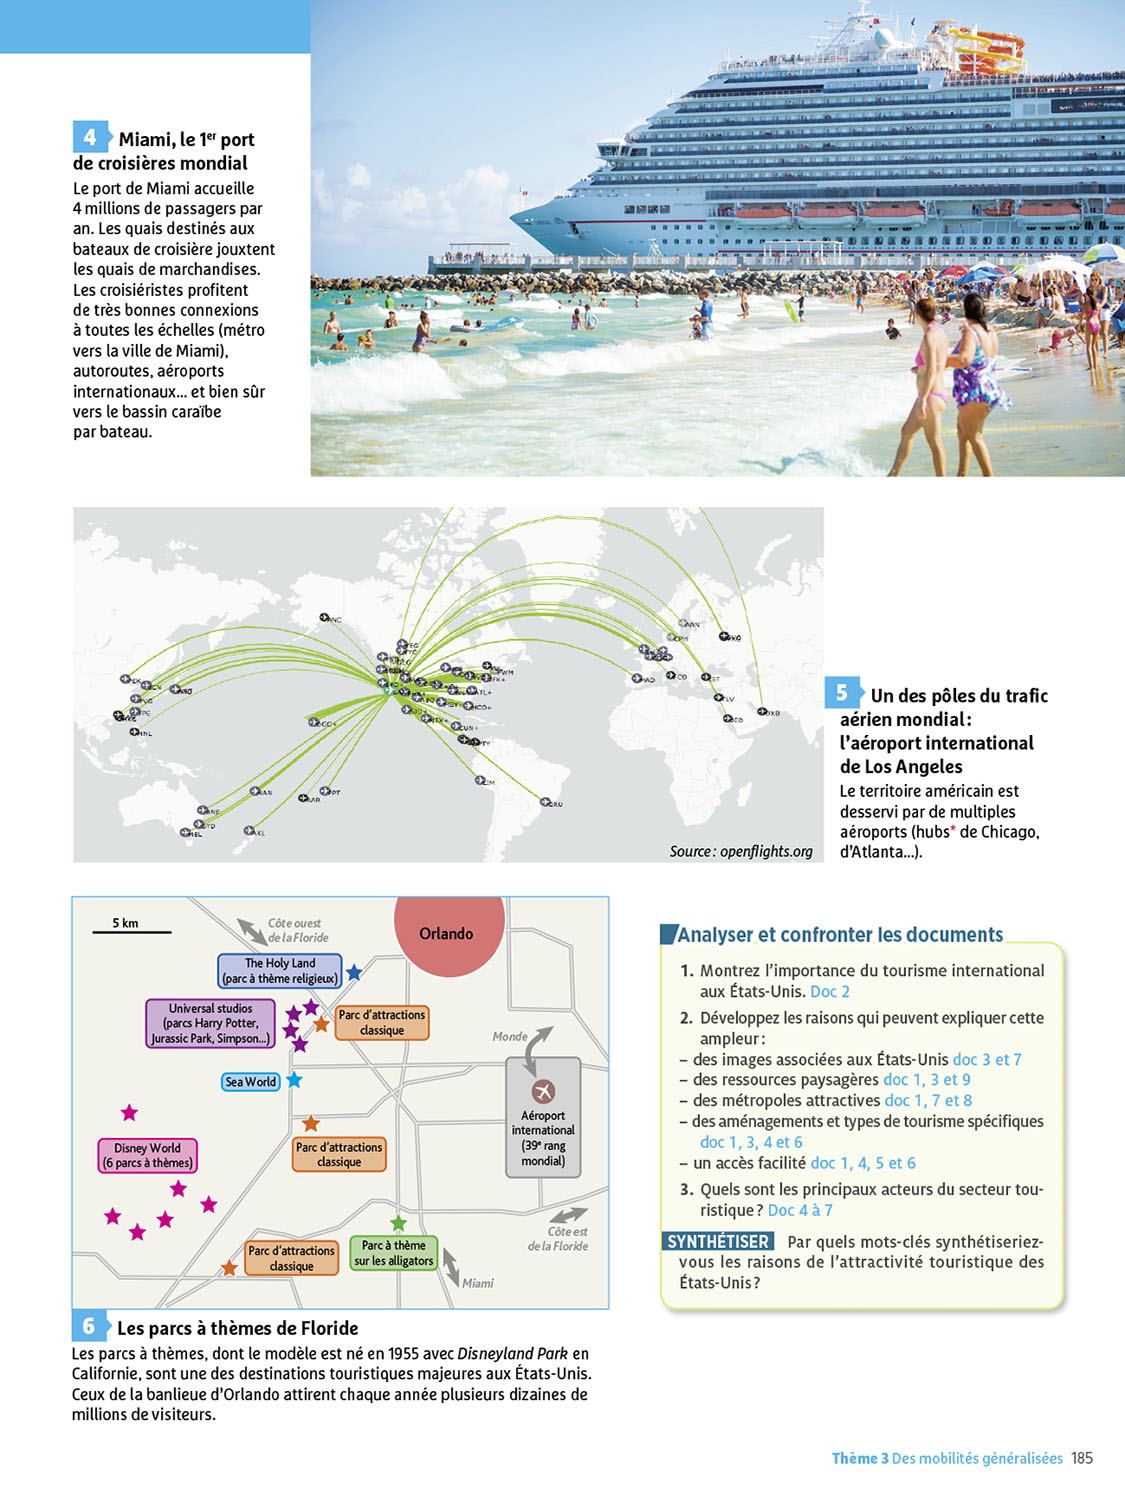 4 Miami, le 1er port
de croisières mondial
Le port de Miami accueille
4 millions de passagers par
an. Les quais destinés aux
bateaux de croisière jouxtent
les quais de marchandises.
Les croisiéristes profitent
de très bonnes connexions
à toutes les échelles (métro
vers la ville de Miami),
autoroutes, aéroports
internationaux... et bien sûr
vers le bassin caraïbe
par bateau.
ANC
ARN
CPH
MAD
FCO
IST
TLV
JED
DXB
PEK
ICN
PVG
TPE
MNL
OGG+
ATL+
MCO+
CUN+
PTY
LIM
GRU
NAN
RAR
PPT
BNE
SYD
MEL
AKL
Source : openflights.org
5 Un des pôles du trafic
aérien mondial :
l'aéroport international
de Los Angeles
Le territoire américain est
desservi par de multiples
aéroports (hubs* de Chicago,
d'Atlanta...).
5 km
Côte ouest
de la Floride
Orlando
The Holy Land
(parc à thème religieux)
Universal studios
(parcs Harry Potter,
Jurassic Park, Simpson...)
Parc d'attractions
classique
Monde
Sea World
Aéroport
international
(39e rang
mondial)
Parc d'attractions
classique
Disney World
(6 parcs à thèmes)
Côte est
de la Floride
Parc d'attractions
classique
Parc à thème
sur les alligators
Miami
6 Les parcs à thèmes de Floride
Les parcs à thèmes, dont le modèle est né en 1955 avec Disneyland Park en
Californie, sont une des destinations touristiques majeures aux États-Unis.
Ceux de la banlieue d'Orlando attirent chaque année plusieurs dizaines de
millions de visiteurs.
Analyser et confronter les documents
1. Montrez l'importance du tourisme international
aux États-Unis. Doc 2
2. Développez les raisons qui peuvent expliquer cette
ampleur :
– des images associées aux États-Unis doc 3 et 7
– des ressources paysagères doc 1, 3 et 9
– des métropoles attractives doc 1, 7 et 8
– des aménagements et types de tourisme spécifiques
doc 1, 3, 4 et 6
– un accès facilité doc 1, 4, 5 et 6
3. Quels sont les principaux acteurs du secteur tou-
ristique ? Doc 4 à 7
SYNTHÉTISER Par quels mots-clés synthétiseriez-
vous les raisons de l'attractivité touristique des
États-Unis ?
Thème 3 Des mobilités généralisées 185